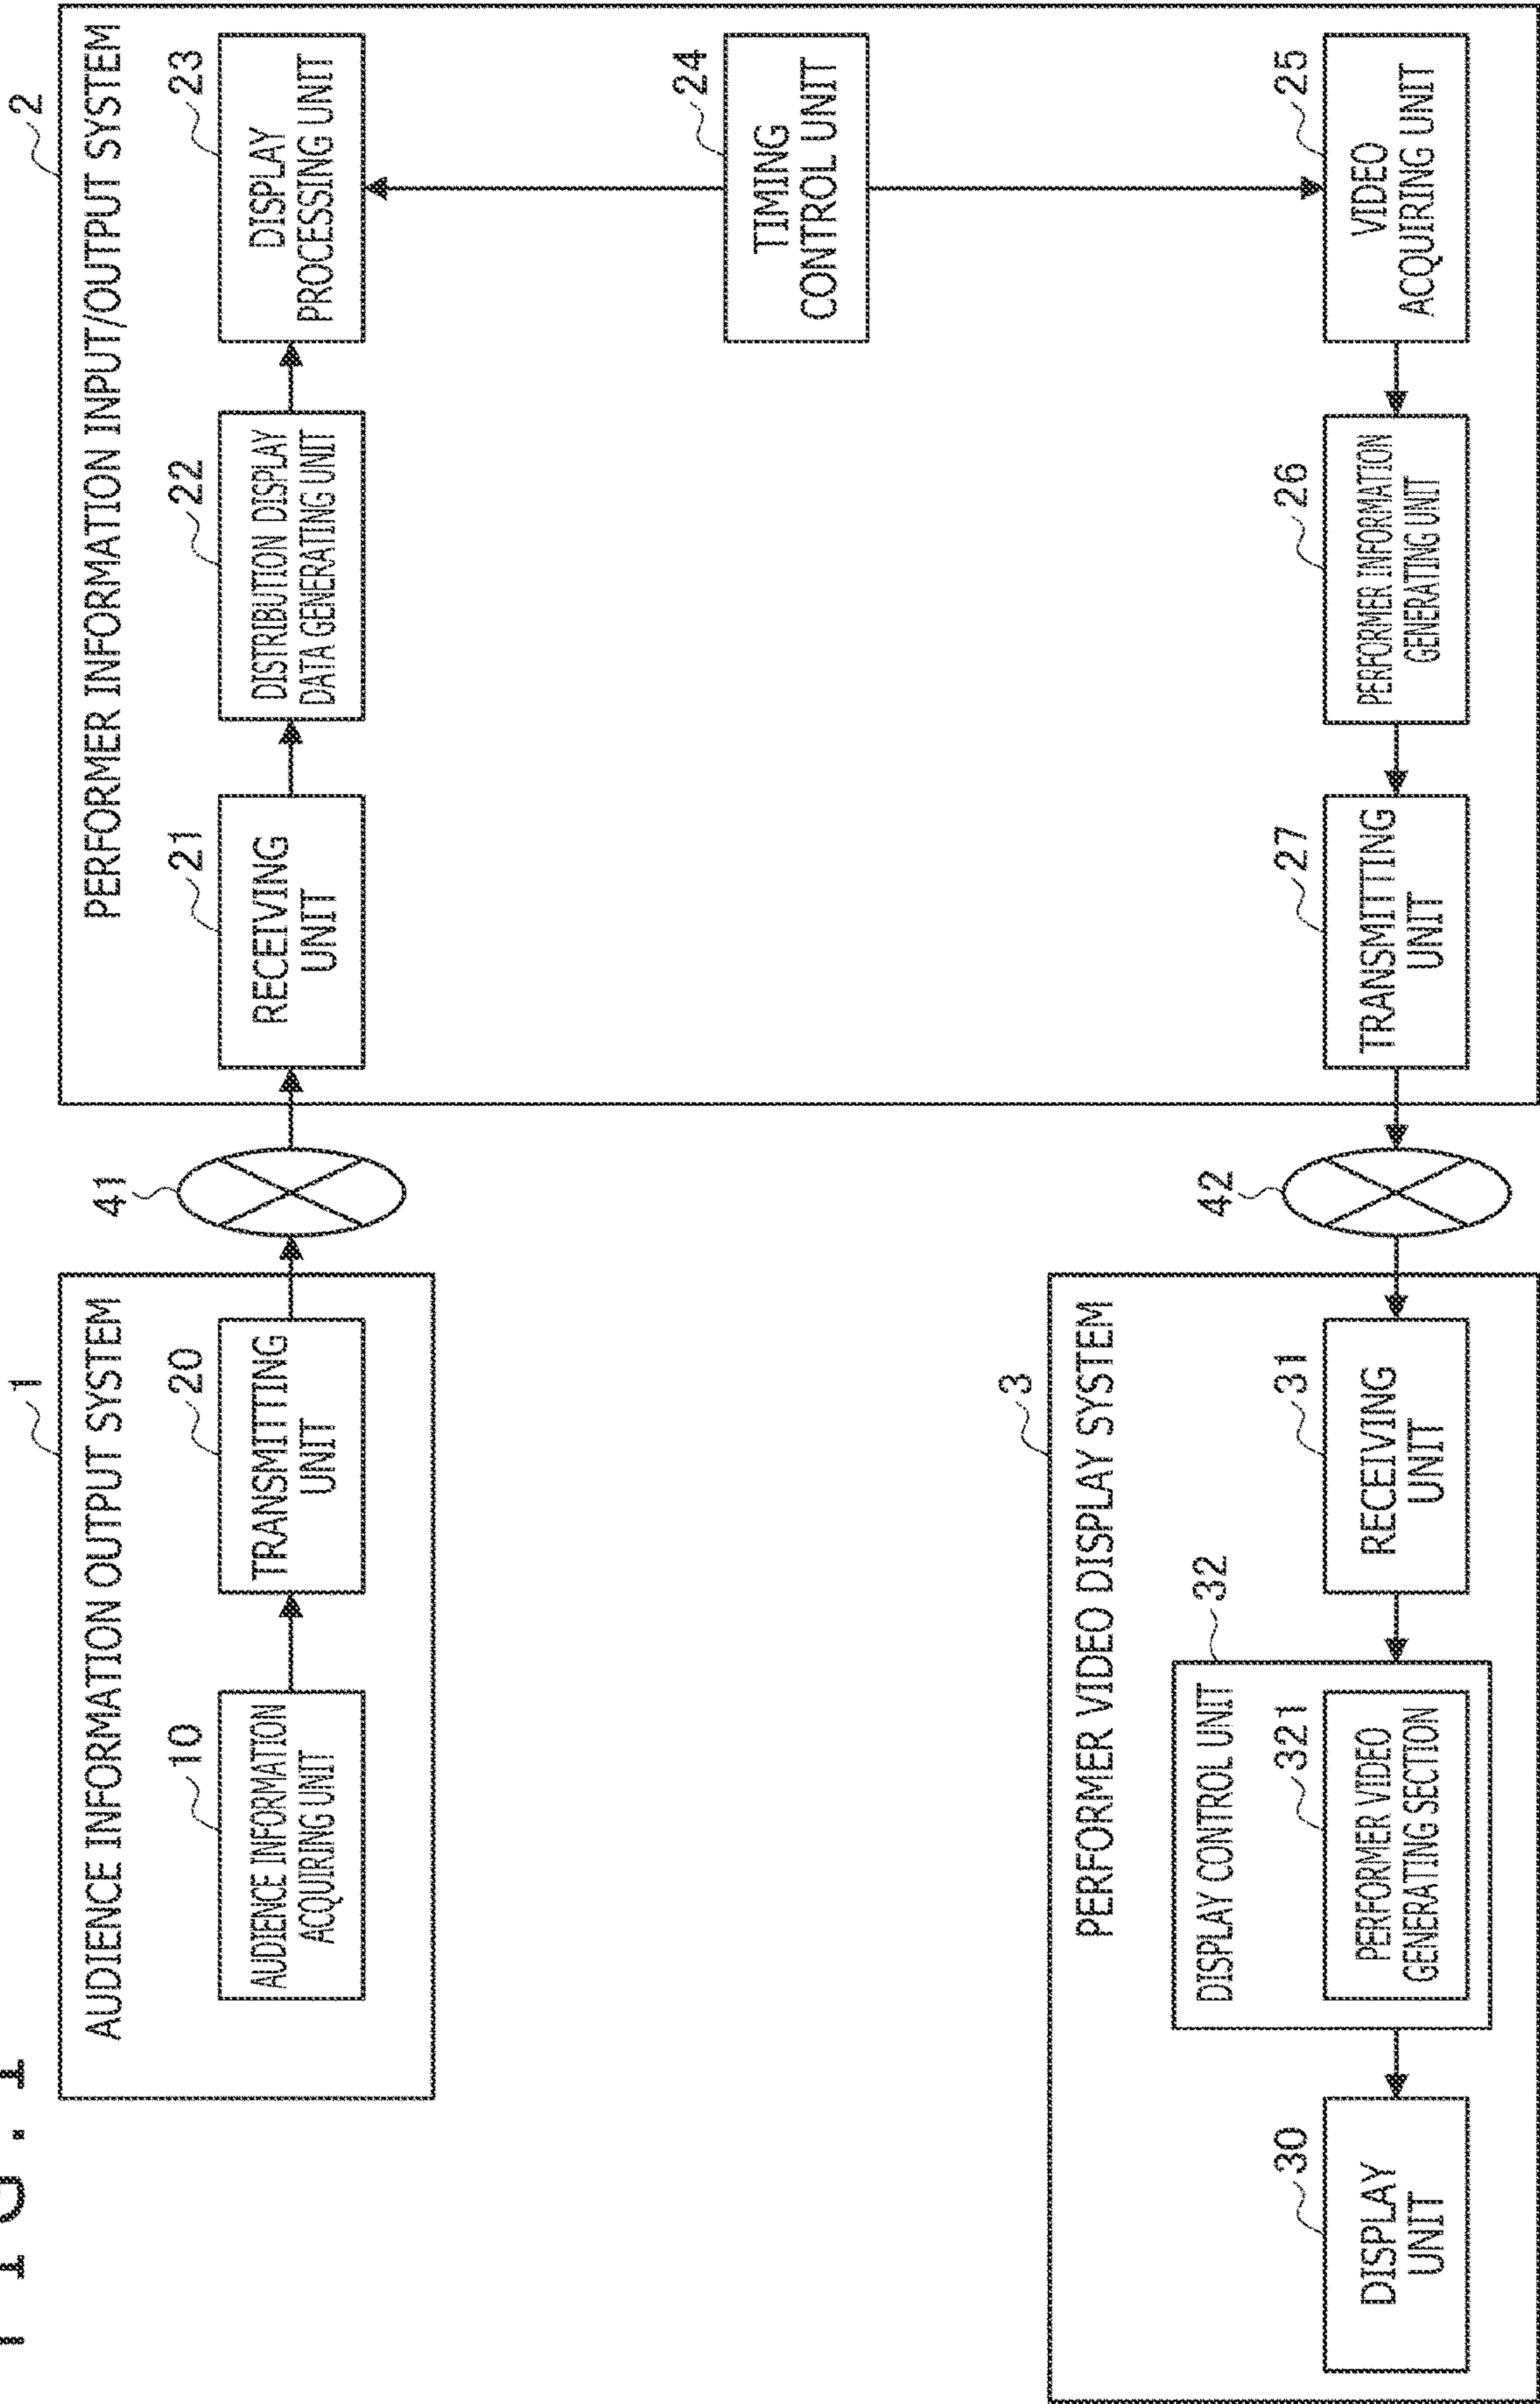 FIG. 1
1
AUDIENCE INFORMATION OUTPUT SYSTEM
10
AUDIENCE INFORMATION
ACQUIRING UNIT
20
TRANSMITTING
UNIT
41
2
PERFORMER INFORMATION INPUT/OUTPUT SYSTEM
21
RECEIVING
UNIT
22
DISTRIBUTION DISPLAY
DATA GENERATING UNIT
23
DISPLAY
PROCESSING UNIT
24
TIMING
CONTROL UNIT
25
VIDEO
ACQUIRING UNIT
26
PERFORMER INFORMATION
GENERATING UNIT
27
TRANSMITTING
UNIT
42
3
PERFORMER VIDEO DISPLAY SYSTEM
31
RECEIVING
UNIT
32
DISPLAY CONTROL UNIT
321
PERFORMER VIDEO
GENERATING SECTION
30
DISPLAY
UNIT